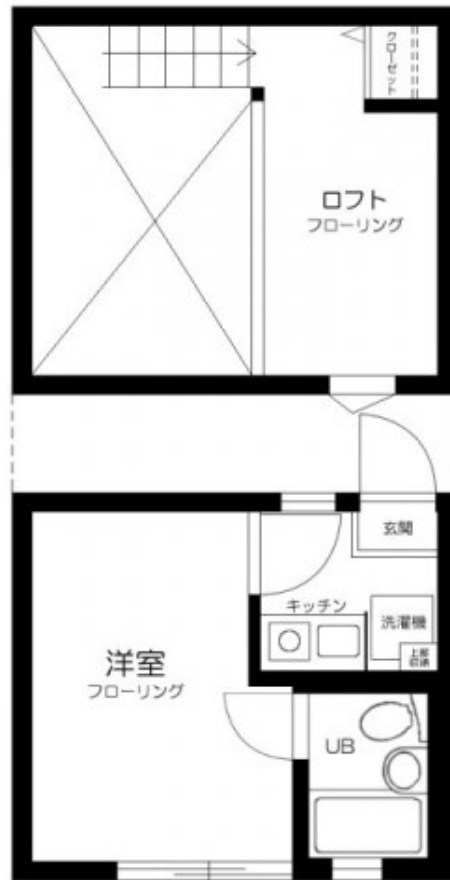 クローゼット
ロフト
フローリング
玄関
キッチン
洗濯機
上部
収納
洋室
フローリング
UB